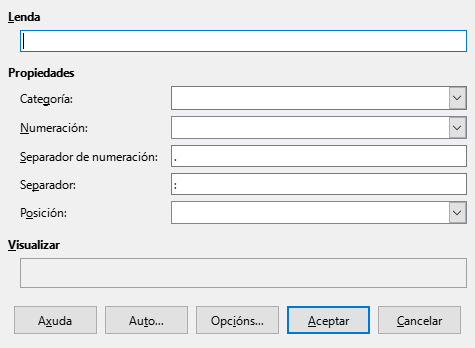 Lenda
Propiedades
Categoría:
Numeración:
Separador de numeración: .
Separador: :
Posición:
Visualizar
Axuda Auto... Opcións... Aceptar Cancelar